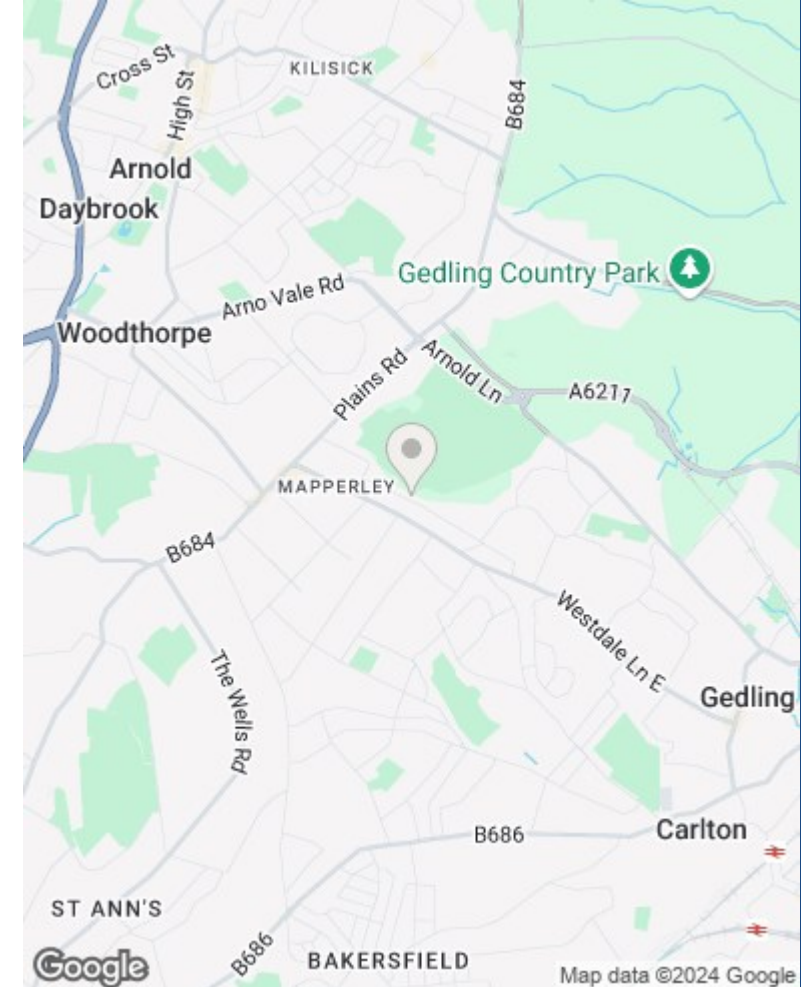 Cross St
KILISICK
High St
B684
Arnold
Daybrook
Gedling Country Park
Arno Vale Rd
Woodthorpe
Arnold Ln
Plains Rd
A6211
MAPPERLEY
B684
Westdale Ln E
The Wells Rd
Gedling
Carlton
B686
ST ANN'S
B686
BAKERSFIELD
Google
Map data ©2024 Google